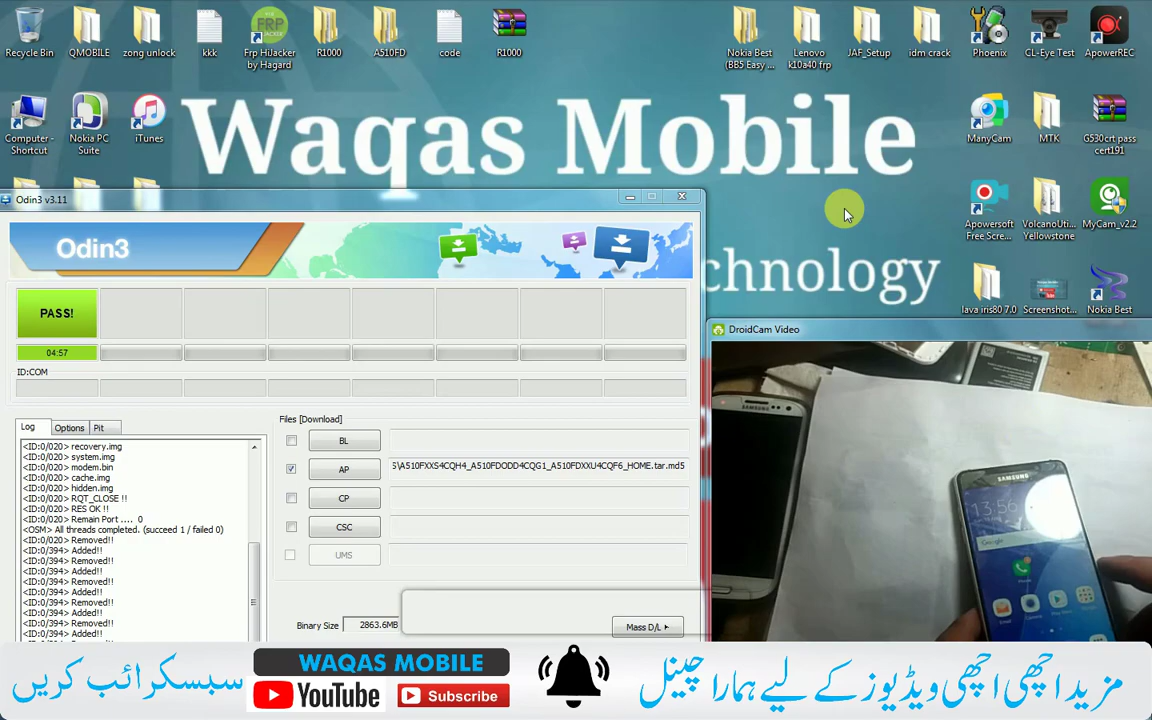 Recycle Bin
QMOBILE
zong unlock
kkk
Frp HiJacker by Hagard
R1000
A510FD
code
R1000
Nokia Best (BB5 Easy ...
Lenovo k10a40 frp
JAF_Setup
idm crack
Phoenix
CL-Eye Test
ApowerREC
Computer - Shortcut
Nokia PC Suite
iTunes
ManyCam
MTK
G530crt pass cert191
Waqas Mobile
chnology
Apowersoft Free Scre...
VolcanoUti... Yellowstone
MyCam_v2.2
lava iris80 7.0
Screenshot...
Nokia Best
Odin3 v3.11
Odin3
PASS!
04:57
ID:COM
Log
Options
Pit
<ID:0/020> recovery.img
<ID:0/020> system.img
<ID:0/020> modem.bin
<ID:0/020> cache.img
<ID:0/020> hidden.img
<ID:0/020> RQT_CLOSE !!
<ID:0/020> RES OK !!
<ID:0/020> Remain Port .... 0
<OSM> All threads completed. (succeed 1 / failed 0)
<ID:0/020> Removed!!
<ID:0/394> Added!!
<ID:0/394> Removed!!
<ID:0/394> Added!!
<ID:0/394> Removed!!
<ID:0/394> Added!!
<ID:0/394> Removed!!
<ID:0/394> Added!!
<ID:0/394> Removed!!
<ID:0/394> Added!!
Files [Download]
BL
AP
S\A510FXXS4CQH4_A510FDODD4CQG1_A510FDXXU4CQF6_HOME.tar.md5
CP
CSC
UMS
Binary Size
2863.6MB
Mass D/L
DroidCam Video
SAMSUNG
SAMSUNG
13:56
Google
Phone
مزید اچھی اچھی ویڈیوز کے لیے ہمارا چینل
WAQAS MOBILE
YouTube
Subscribe
سبسکرائب کریں